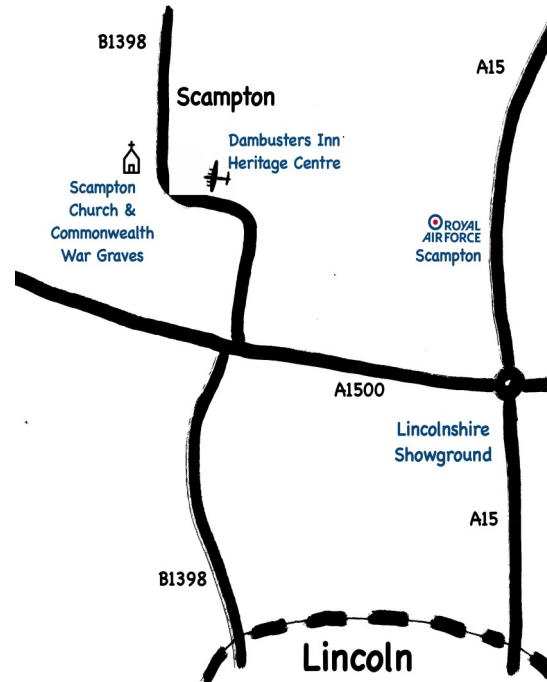 B1398
A15
Scampton
Dambusters Inn
Heritage Centre
Scampton
Church &
Commonwealth
War Graves
ROYAL
AIR FORCE
Scampton
A1500
Lincolnshire
Showground
A15
B1398
Lincoln